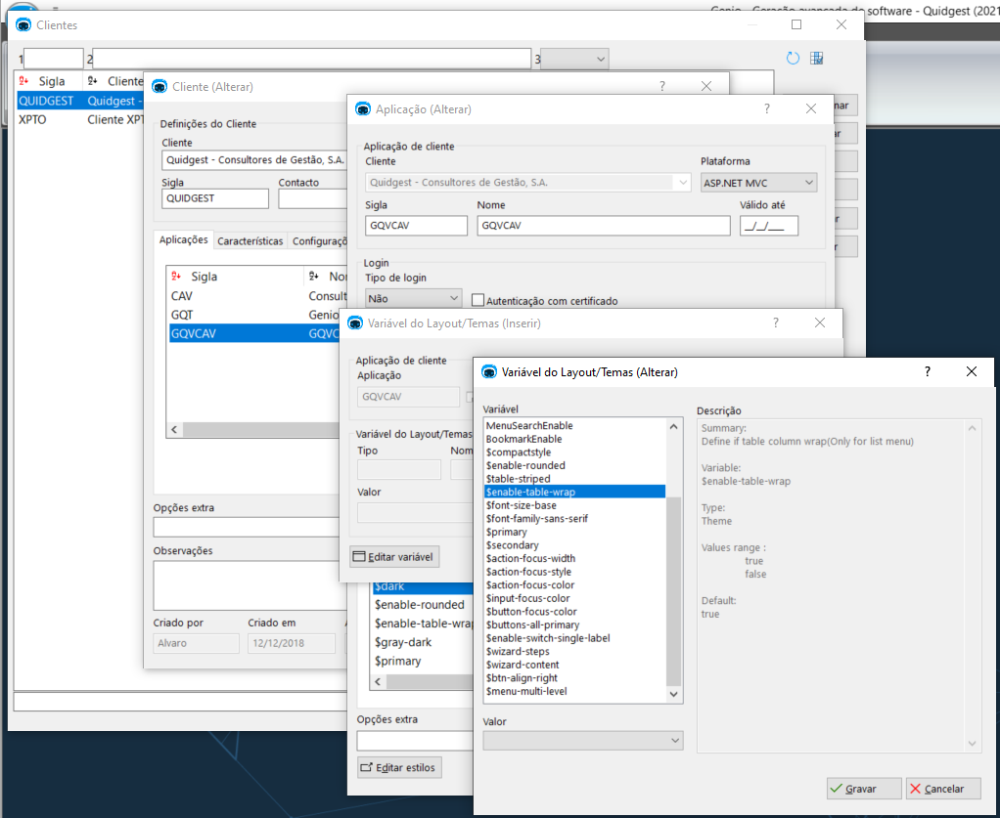 Genio - Geração avançada de software - Quidgest (2021
Clientes
1
2
3
Sigla
Cliente
QUIDGEST
Quidgest -
XPTO
Cliente XPT
Cliente (Alterar)
?
Definições do Cliente
Cliente
Quidgest - Consultores de Gestão, S.A.
Sigla
Contacto
QUIDGEST
Aplicações
Características
Configuraçõ
Sigla
No
CAV
Consult
GQT
Genio
GQVCAV
GQVC
Opções extra
Observações
Criado por
Criado em
Alvaro
12/12/2018
Aplicação (Alterar)
?
Aplicação de cliente
Cliente
Plataforma
Quidgest - Consultores de Gestão, S.A.
ASP.NET MVC
Sigla
Nome
Válido até
GQVCAV
GQVCAV
__/__/____
Login
Tipo de login
Não
Autenticação com certificado
$dark
$enable-rounded
$enable-table-wrap
$gray-dark
$primary
Opções extra
Editar estilos
Variável do Layout/Temas (Inserir)
?
Aplicação de cliente
Aplicação
GQVCAV
Variável do Layout/Temas
Tipo
Nom
Valor
Editar variável
Variável do Layout/Temas (Alterar)
?
Variável
MenuSearchEnable
BookmarkEnable
$compactstyle
$enable-rounded
$table-striped
$enable-table-wrap
$font-size-base
$font-family-sans-serif
$primary
$secondary
$action-focus-width
$action-focus-style
$action-focus-color
$input-focus-color
$button-focus-color
$buttons-all-primary
$enable-switch-single-label
$wizard-steps
$wizard-content
$btn-align-right
$menu-multi-level
Valor
Descrição
Summary:
Define if table column wrap(Only for list menu)
Variable:
$enable-table-wrap
Type:
Theme
Values range :
true
false
Default:
true
Gravar
Cancelar